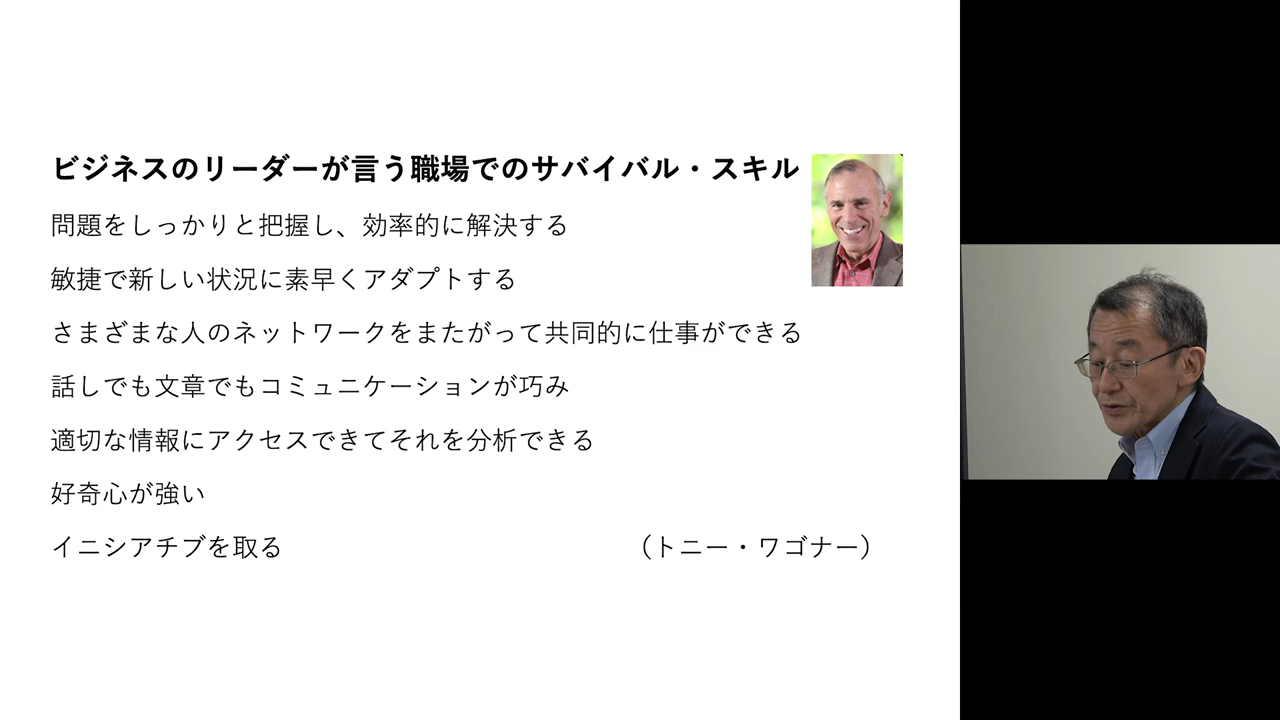 ビジネスのリーダーが言う職場でのサバイバル・スキル
問題をしっかりと把握し、効率的に解決する
敏捷で新しい状況に素早くアダプトする
さまざまな人のネットワークをまたがって共同的に仕事ができる
話しでも文章でもコミュニケーションが巧み
適切な情報にアクセスできてそれを分析できる
好奇心が強い
イニシアチブを取る （トニー・ワゴナー）